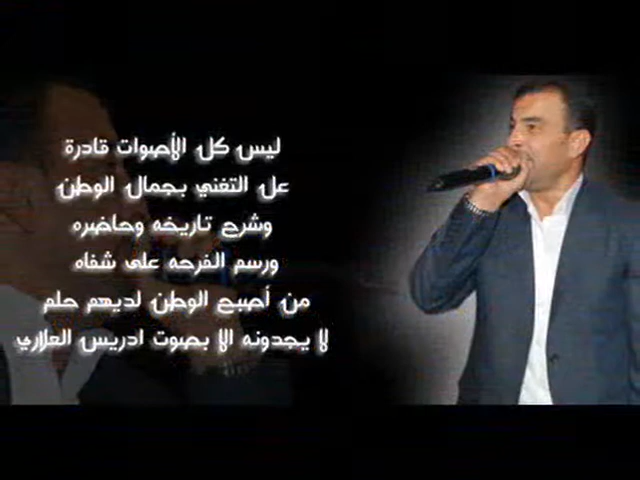 ليس كل الأصوات قادرة
عل التغني بجمال الوطن
وشرح تاريخه وحاضره
ورسم الفرحه على شفاه
من أصبح الوطن لديهم حلم
لا يجدونه الا بصوت ادريس العلاري